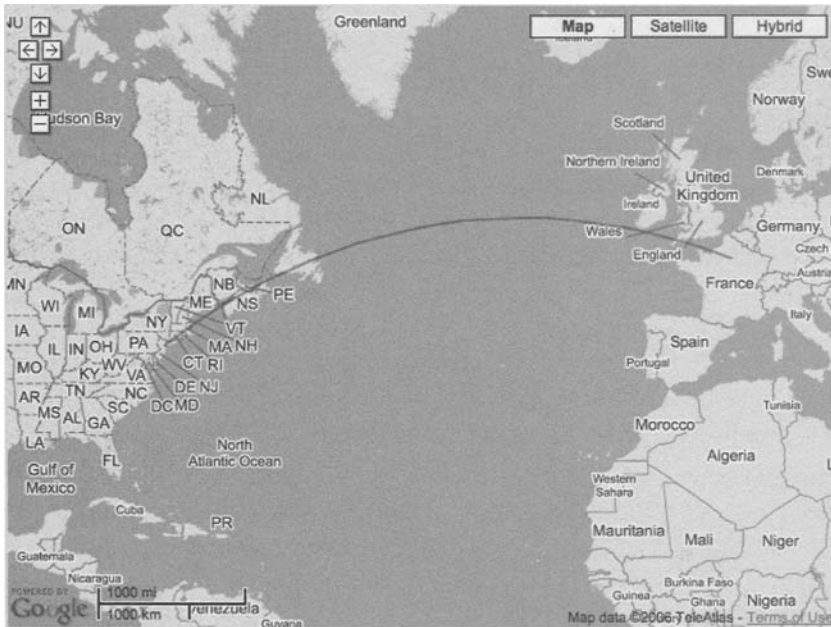 NU
Greenland
Map
Satellite
Hybrid
Iceland
Swe
Norway
Hudson Bay
Scotland
Northern Ireland
United
Kingdom
Denmark
NL
Ireland
ON
QC
Wales
England
Germany
Czech
France
Austria
MN
WI
MI
NB
ME
PE
NS
Italy
NY
VT
IA
MA
NH
PA
IL
IN
OH
CT
RI
Spain
MO
WV
KY
VA
DE
NJ
Portugal
TN
NC
DC
MD
AR
SC
MS
AL
GA
Tunisia
LA
Morocco
FL
North
Atlantic Ocean
Algeria
L
Gulf of
Mexico
Western
Sahara
Cuba
PR
Mauritania
Mali
Niger
Guatemala
Nicaragua
POWERED BY
Google
1000 mi
1000 km
Venezuela
Guyana
Burkina Faso
Guinea
Ghana
Nigeria
Map data ©2006 TeleAtlas - Terms of Use